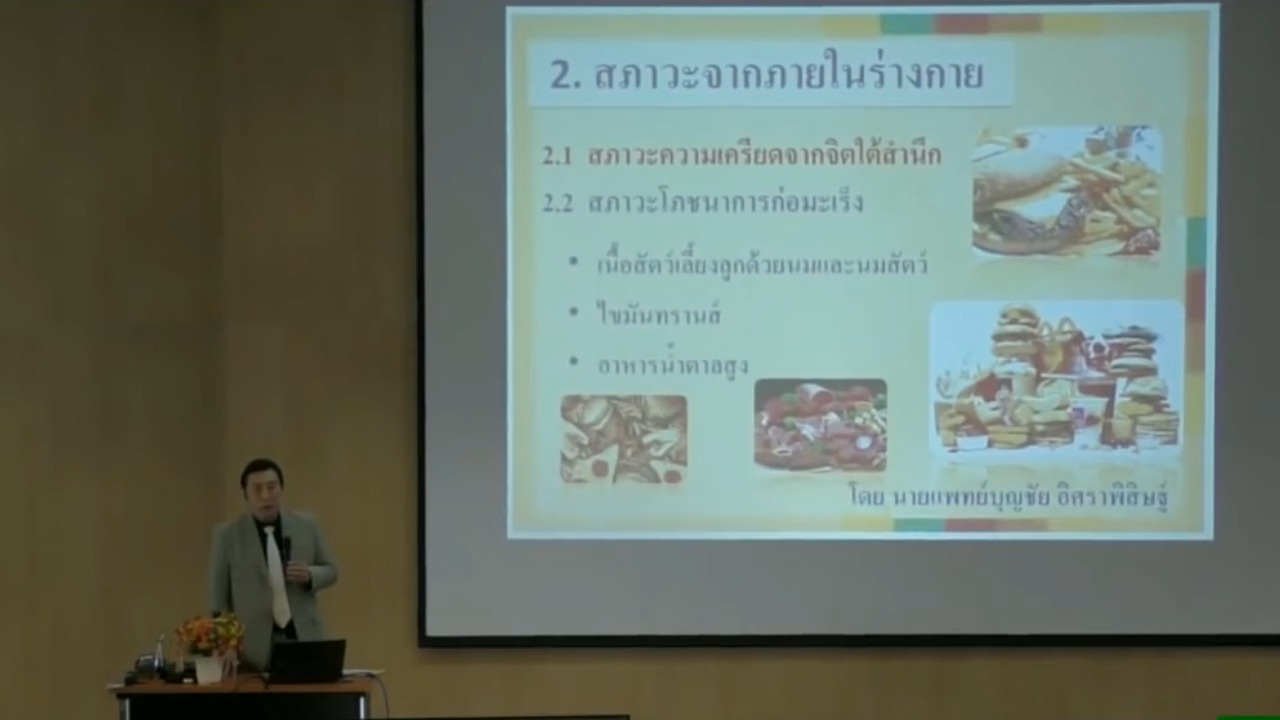 2. สภาวะจากภายในร่างกาย
2.1 สภาวะความเครียดจากจิตใต้สำนึก
2.2 สภาวะโภชนาการก่อมะเร็ง
• เนื้อสัตว์เลี้ยงลูกด้วยนมและนมสัตว์
• ไขมันทรานส์
• อาหารน้ำตาลสูง
โดย นายแพทย์บุญชัย อิศราพิสิษฐ์